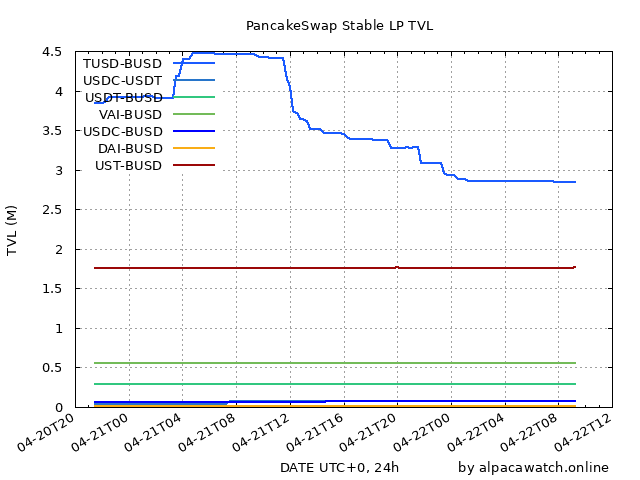 PancakeSwap Stable LP TVL
4.5
4
3.5
3
2.5
2
1.5
1
0.5
0
TVL (M)
TUSD-BUSD
USDC-USDT
USDT-BUSD
VAI-BUSD
USDC-BUSD
DAI-BUSD
UST-BUSD
04-20T20
04-21T00
04-21T04
04-21T08
04-21T12
04-21T16
04-21T20
04-22T00
04-22T04
04-22T08
04-22T12
DATE UTC+0, 24h
by alpacawatch.online